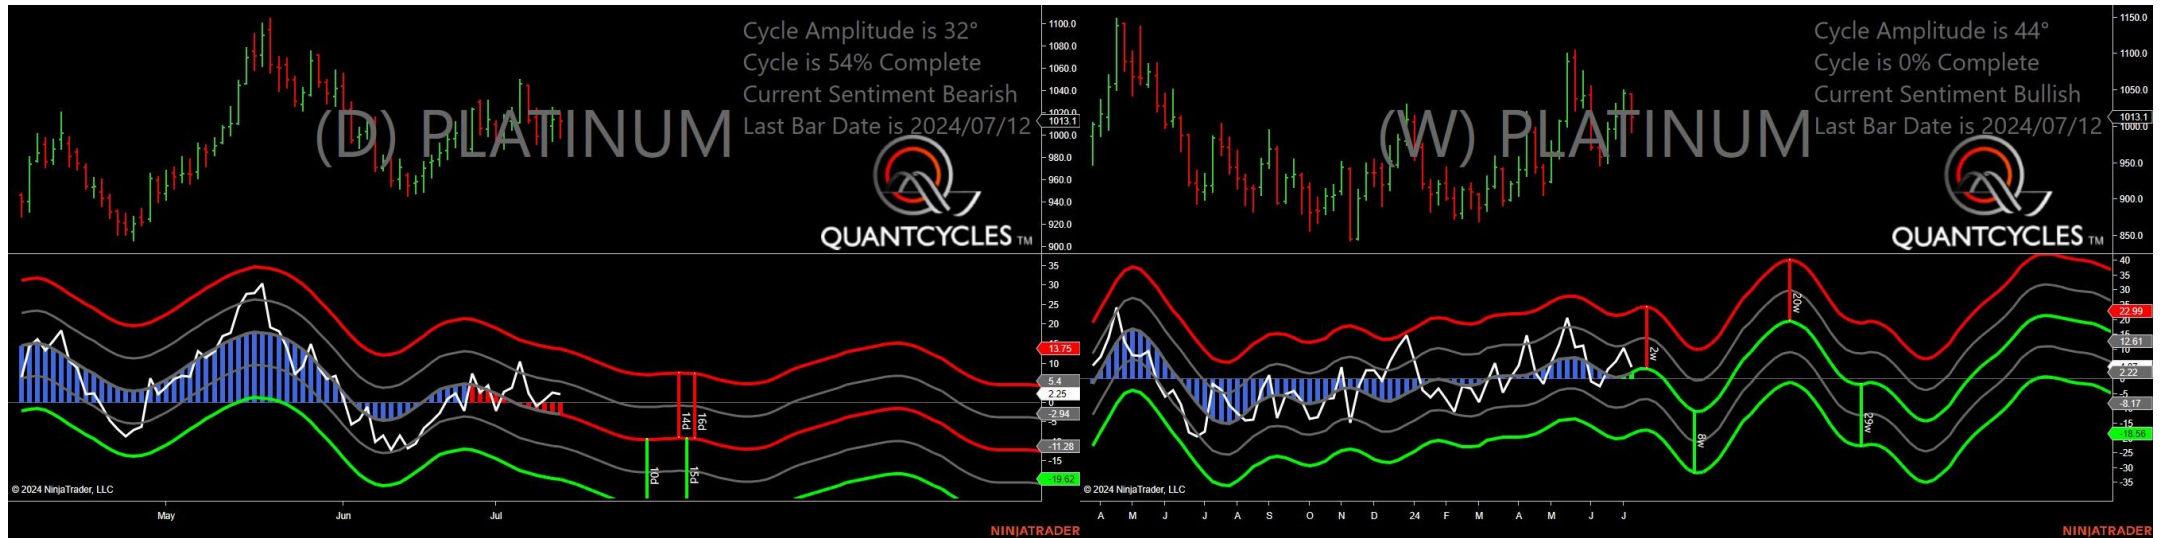 Cycle Amplitude is 32°
Cycle is 54% Complete
Current Sentiment Bearish
Last Bar Date is 2024/07/12
(D) PLATINUM
QUANTCYCLES TM
1100.0
1080.0
1060.0
1040.0
1020.0
1013.1
1000.0
980.0
960.0
940.0
920.0
900.0
35
30
25
20
13.75
10
5.4
2.25
0
-2.94
-5
-11.28
-15
-19.62
14d
16d
10d
15d
© 2024 NinjaTrader, LLC
May
Jun
Jul
NINJATRADER
Cycle Amplitude is 44°
Cycle is 0% Complete
Current Sentiment Bullish
Last Bar Date is 2024/07/12
(W) PLATINUM
QUANTCYCLES TM
1150.0
1100.0
1050.0
1013.1
1000.0
950.0
900.0
850.0
40
35
30
22.99
20
12.61
10
2.22
-5
-8.17
-15
-18.56
-25
-30
-35
2w
20w
8w
29w
© 2024 NinjaTrader, LLC
A M J J A S O N D 24 F M A M J J
NINJATRADER